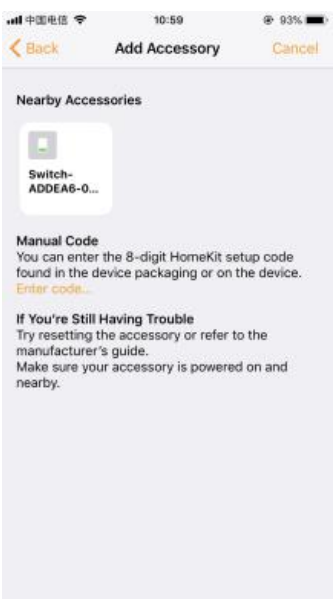 中国电信 10:59 93%
Back Add Accessory Cancel
Nearby Accessories
Switch-
ADDEA6-0...
Manual Code
You can enter the 8-digit HomeKit setup code
found in the device packaging or on the device.
Enter code...
If You're Still Having Trouble
Try resetting the accessory or refer to the
manufacturer's guide.
Make sure your accessory is powered on and
nearby.